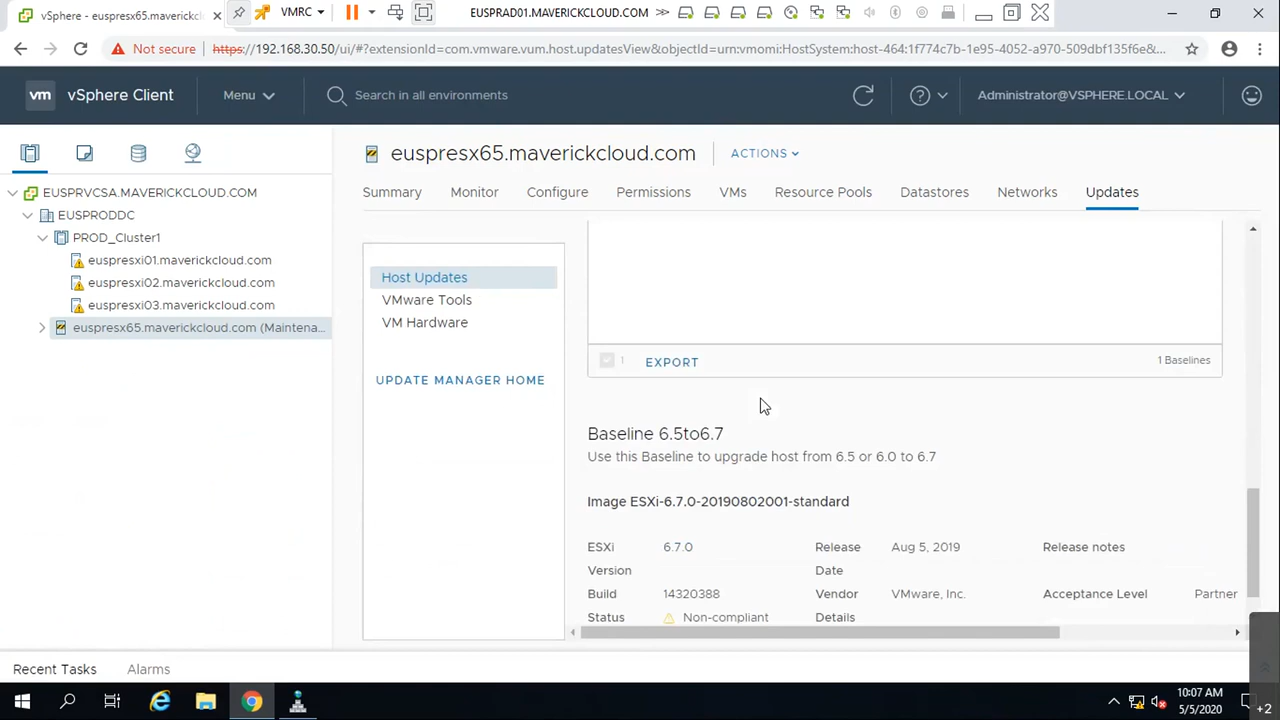 vSphere - euspresx65.maverickcloud.com
VMRC
EUSPRAD01.MAVERICKCLOUD.COM
Not secure
https://192.168.30.50/ui/#?extensionId=com.vmware.vum.host.updatesView&objectId=urn:vmomi:HostSystem:host-464:1f774c7b-1e95-4052-a970-509dbf135f6e&...
vm vSphere Client
Menu
Search in all environments
Administrator@VSPHERE.LOCAL
euspresx65.maverickcloud.com
ACTIONS
Summary Monitor Configure Permissions VMs Resource Pools Datastores Networks Updates
EUSPRVCSA.MAVERICKCLOUD.COM
EUSPRODDC
PROD_Cluster1
euspresxi01.maverickcloud.com
euspresxi02.maverickcloud.com
euspresxi03.maverickcloud.com
euspresx65.maverickcloud.com (Maintena...
Host Updates
VMware Tools
VM Hardware
UPDATE MANAGER HOME
1 EXPORT 1 Baselines
Baseline 6.5to6.7
Use this Baseline to upgrade host from 6.5 or 6.0 to 6.7
Image ESXi-6.7.0-20190802001-standard
ESXi Version 6.7.0
Release Date Aug 5, 2019
Release notes
Build 14320388
Vendor VMware, Inc.
Acceptance Level Partner
Status Non-compliant
Details
Recent Tasks Alarms
10:07 AM
5/5/2020
+2